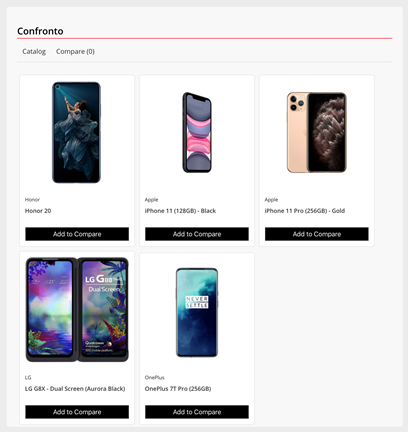 Confronto
Catalog
Compare (0)
Honor
Honor 20
Add to Compare
Apple
iPhone 11 (128GB) - Black
Add to Compare
Apple
iPhone 11 Pro (256GB) - Gold
Add to Compare
LG G8X
Dual Screen
Qualcomm
LG
LG G8X - Dual Screen (Aurora Black)
Add to Compare
NEVER
SETTLE
OnePlus
OnePlus 7T Pro (256GB)
Add to Compare